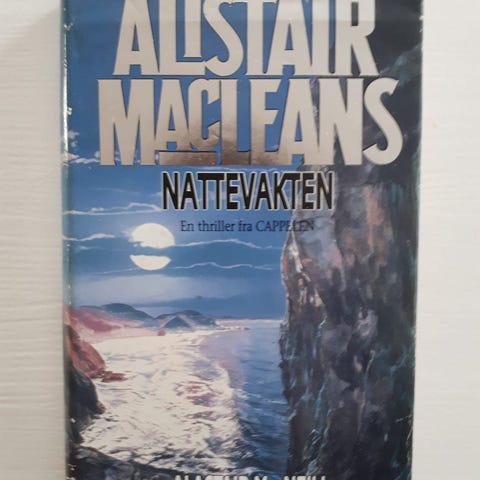 ALISTAIR
MACLEANS
NATTEVAKTEN
En thriller fra CAPPELEN